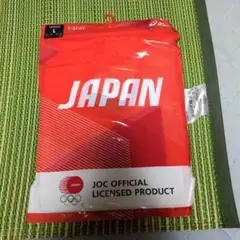 L
JAPAN
JOC OFFICIAL
LICENSED PRODUCT